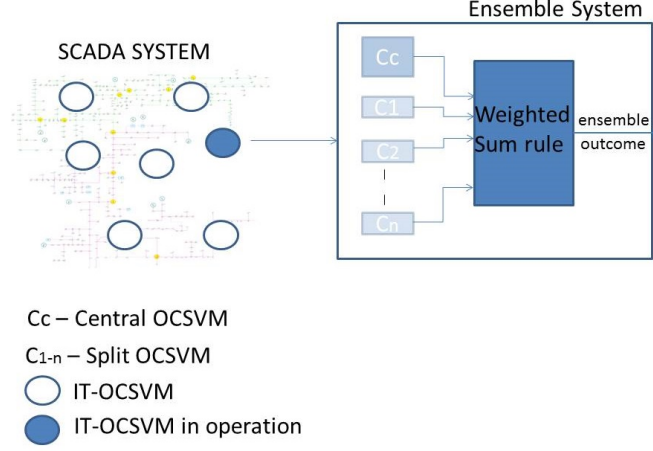 Ensemble System
SCADA SYSTEM
Cc
C1
C2
Cn
Weighted
Sum rule
ensemble
outcome
Cc – Central OCSVM
C1-n – Split OCSVM
IT-OCSVM
IT-OCSVM in operation